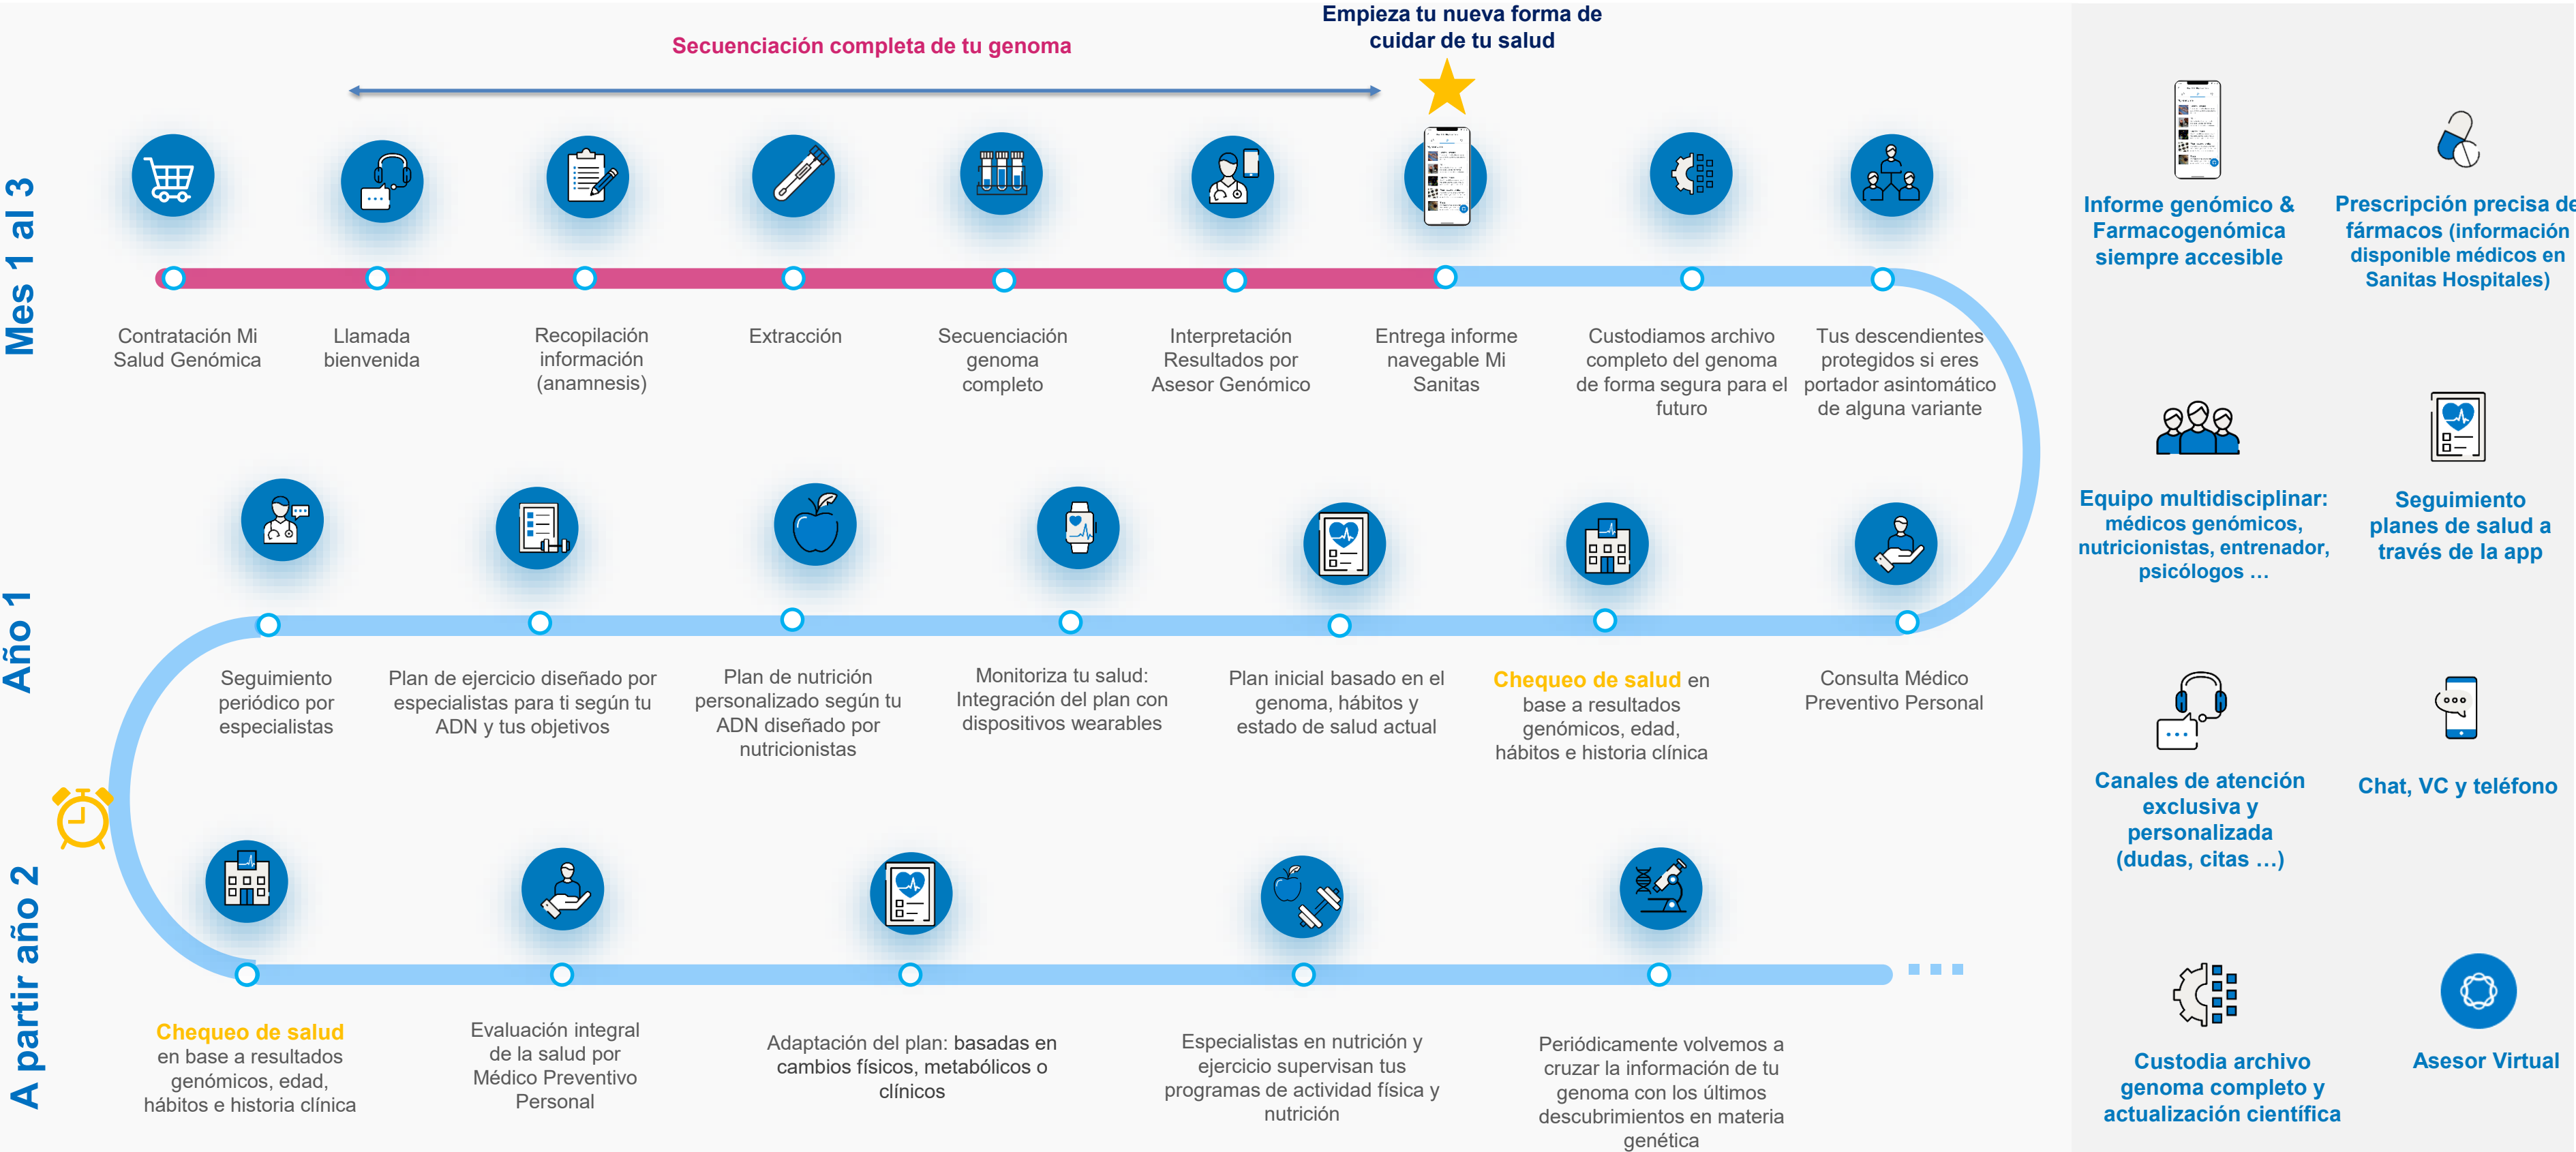 Empieza tu nueva forma de
cuidar de tu salud
Secuenciación completa de tu genoma
Mes 1 al 3
Contratación Mi
Salud Genómica
Llamada
bienvenida
Recopilación
información
(anamnesis)
Extracción
Secuenciación
genoma
completo
Interpretación
Resultados por
Asesor Genómico
Entrega informe
navegable Mi
Sanitas
Custodiamos archivo
completo del genoma
de forma segura para el
futuro
Tus descendientes
protegidos si eres
portador asintomático
de alguna variante
Año 1
Seguimiento
periódico por
especialistas
Plan de ejercicio diseñado por
especialistas para ti según tu
ADN y tus objetivos
Plan de nutrición
personalizado según tu
ADN diseñado por
nutricionistas
Monitoriza tu salud:
Integración del plan con
dispositivos wearables
Plan inicial basado en el
genoma, hábitos y
estado de salud actual
Chequeo de salud en
base a resultados
genómicos, edad,
hábitos e historia clínica
Consulta Médico
Preventivo Personal
A partir año 2
Chequeo de salud
en base a resultados
genómicos, edad,
hábitos e historia clínica
Evaluación integral
de la salud por
Médico Preventivo
Personal
Adaptación del plan: basadas en
cambios físicos, metabólicos o
clínicos
Especialistas en nutrición y
ejercicio supervisan tus
programas de actividad física y
nutrición
Periódicamente volvemos a
cruzar la información de tu
genoma con los últimos
descubrimientos en materia
genética
Informe genómico &
Farmacogenómica
siempre accesible
Prescripción precisa de
fármacos (información
disponible médicos en
Sanitas Hospitales)
Equipo multidisciplinar:
médicos genómicos,
nutricionistas, entrenador,
psicólogos …
Seguimiento
planes de salud a
través de la app
Canales de atención
exclusiva y
personalizada
(dudas, citas …)
Chat, VC y teléfono
Custodia archivo
genoma completo y
actualización científica
Asesor Virtual